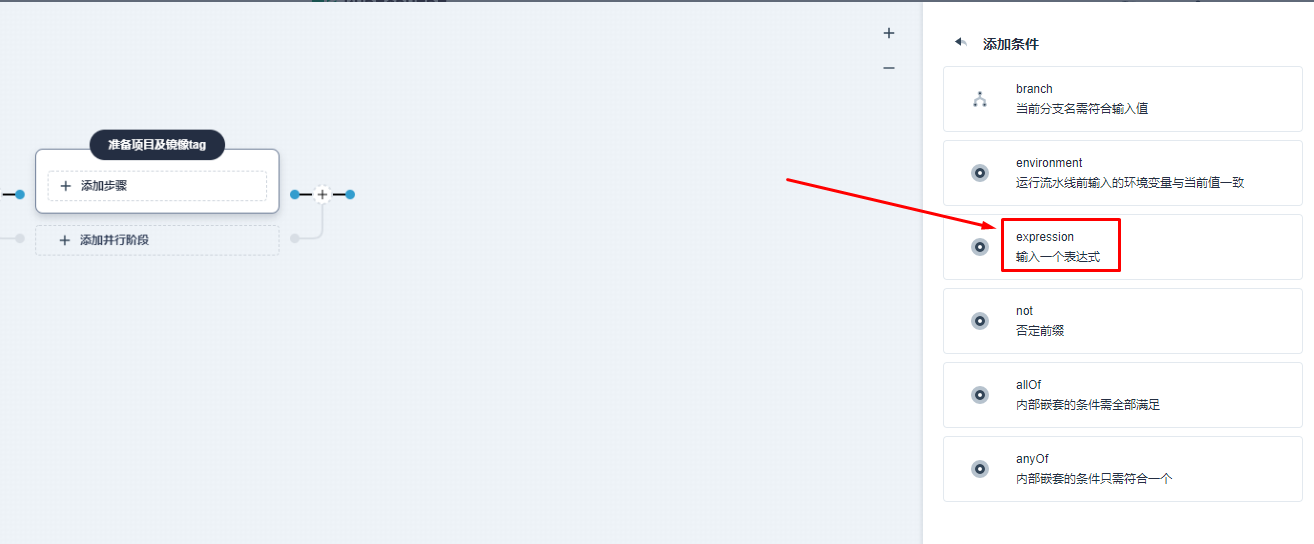 准备项目及镜像tag
添加步骤
添加并行阶段
添加条件
branch
当前分支名需符合输入值
environment
运行流水线前输入的环境变量与当前值一致
expression
输入一个表达式
not
否定前缀
allOf
内部嵌套的条件需全部满足
anyOf
内部嵌套的条件只需符合一个